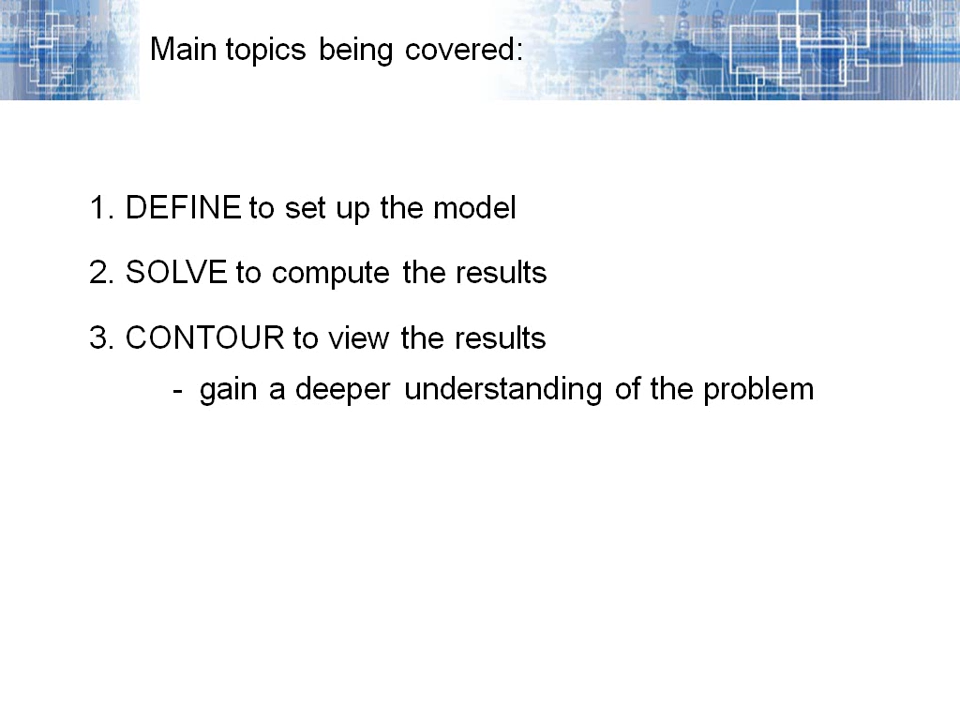 Main topics being covered:
1. DEFINE to set up the model
2. SOLVE to compute the results
3. CONTOUR to view the results
- gain a deeper understanding of the problem